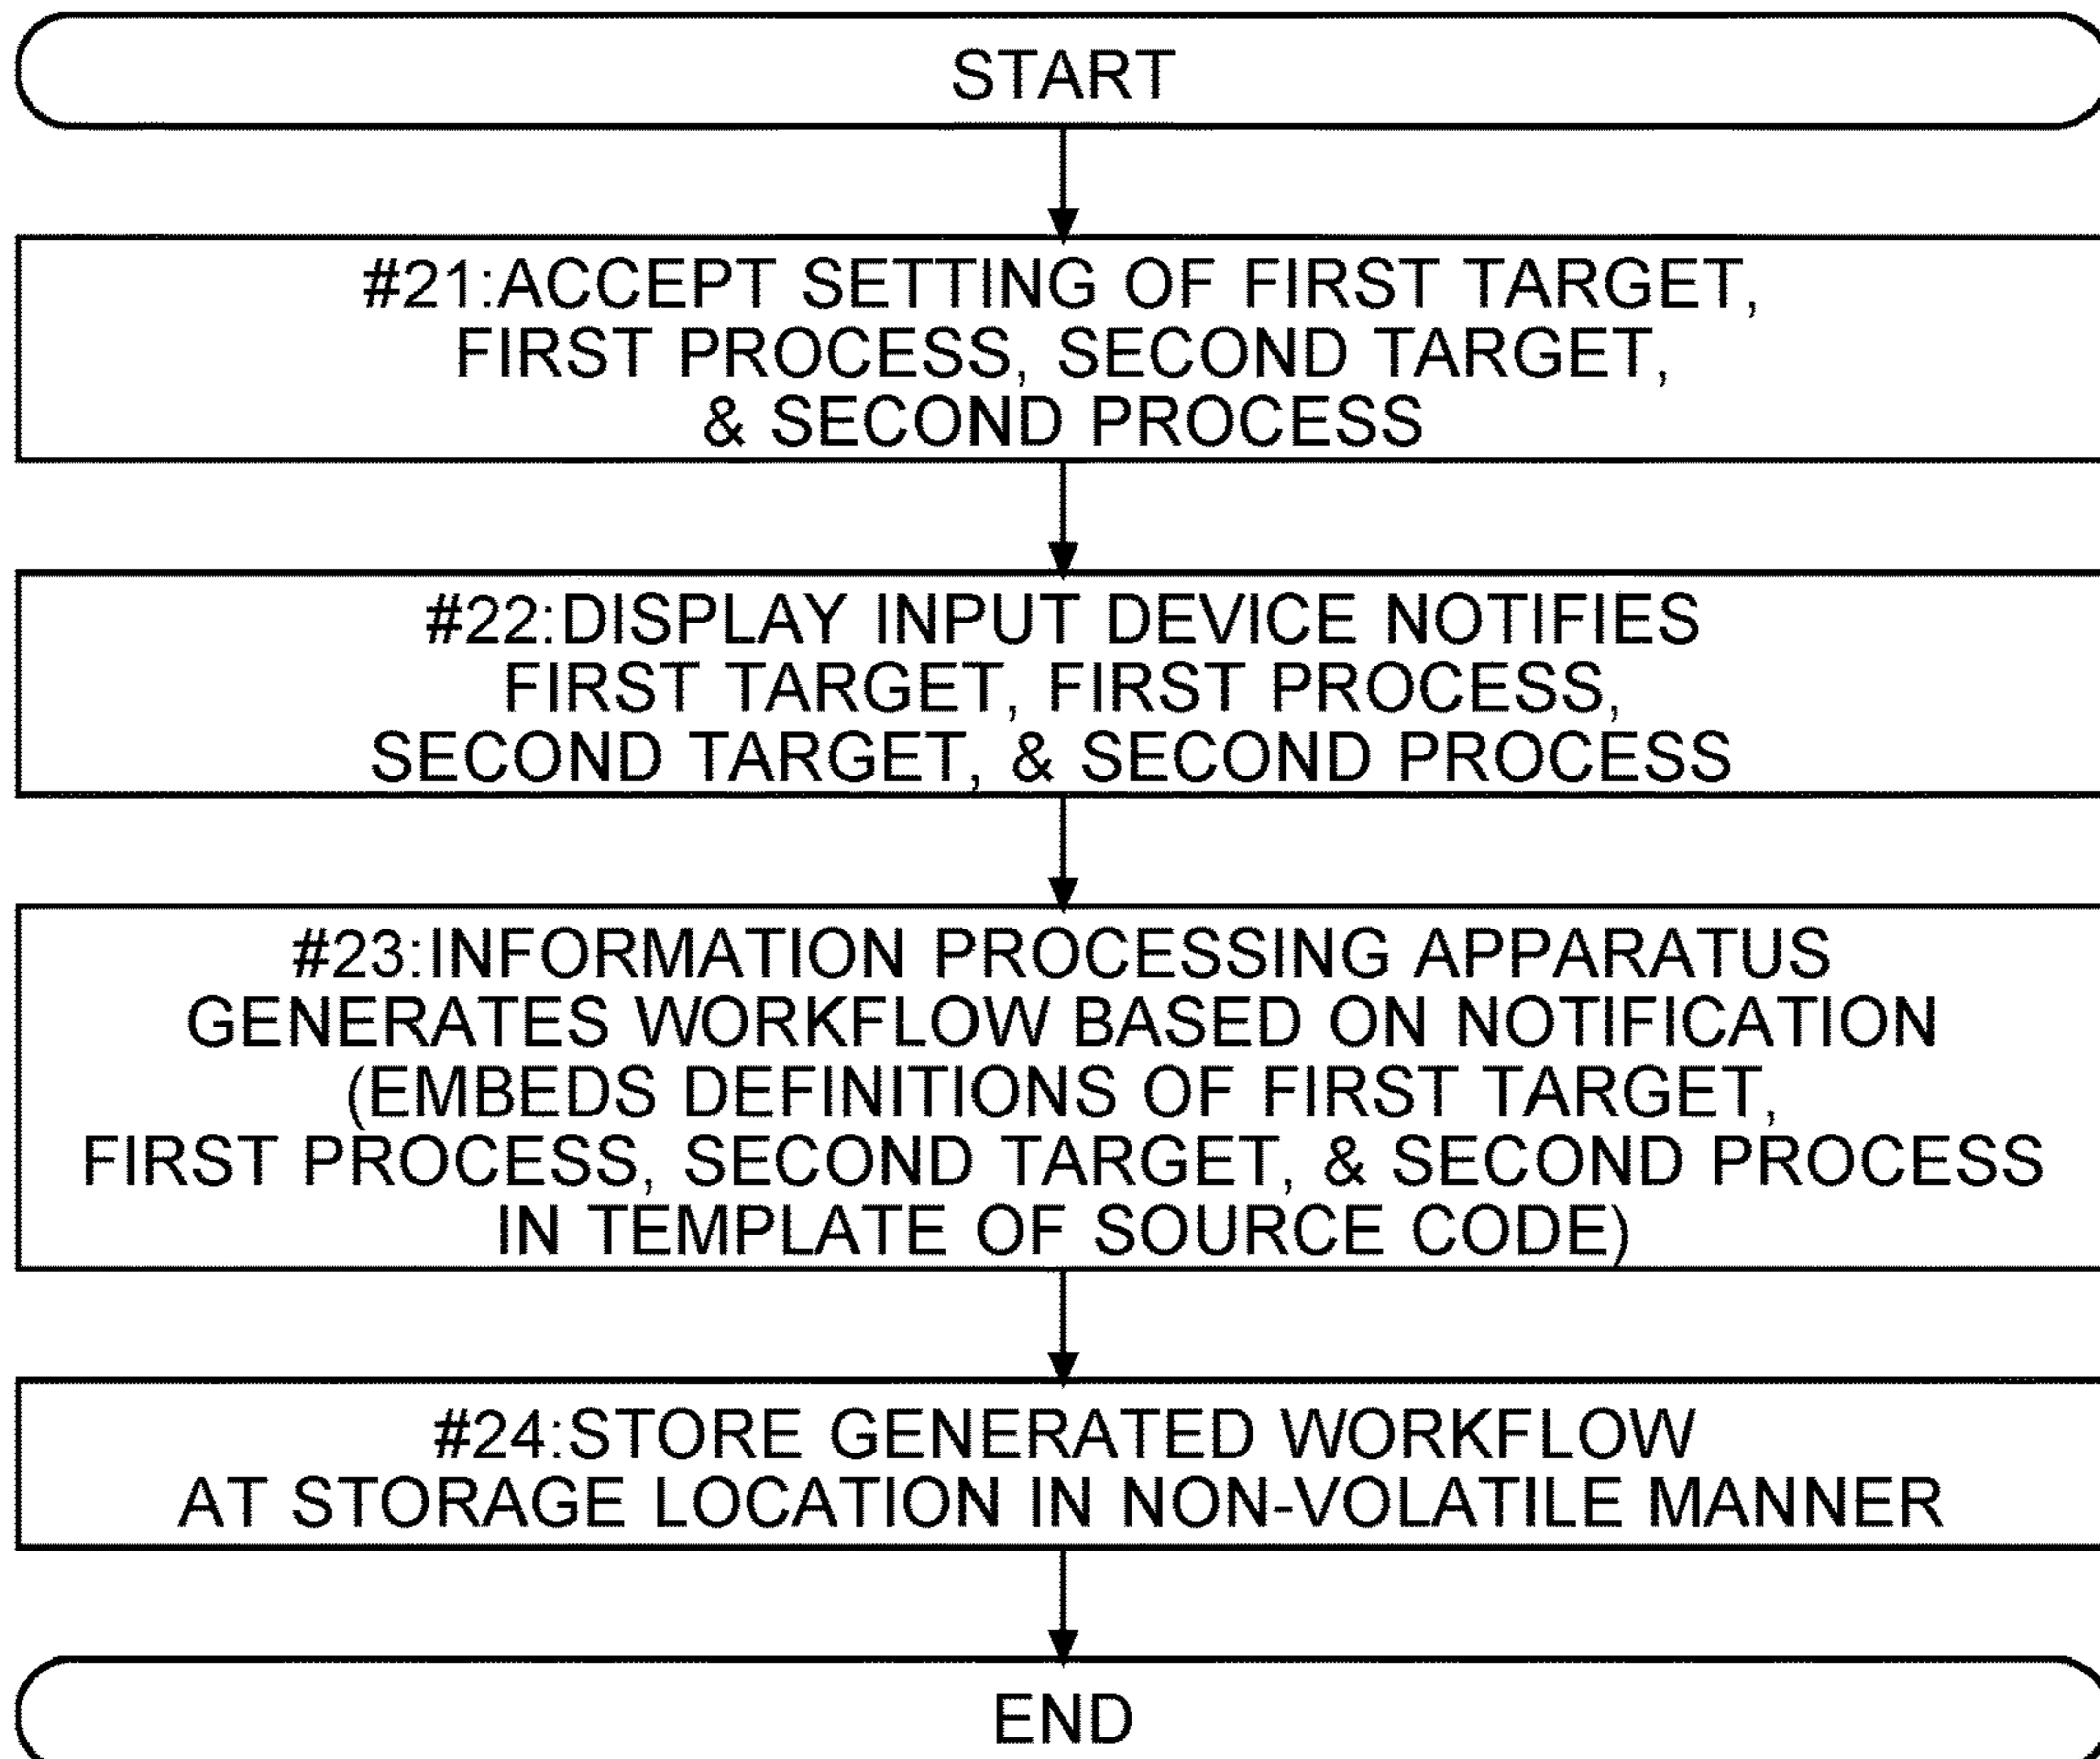 START
#21:ACCEPT SETTING OF FIRST TARGET,
FIRST PROCESS, SECOND TARGET,
& SECOND PROCESS
#22:DISPLAY INPUT DEVICE NOTIFIES
FIRST TARGET, FIRST PROCESS,
SECOND TARGET, & SECOND PROCESS
#23:INFORMATION PROCESSING APPARATUS
GENERATES WORKFLOW BASED ON NOTIFICATION
(EMBEDS DEFINITIONS OF FIRST TARGET,
FIRST PROCESS, SECOND TARGET, & SECOND PROCESS
IN TEMPLATE OF SOURCE CODE)
#24:STORE GENERATED WORKFLOW
AT STORAGE LOCATION IN NON-VOLATILE MANNER
END